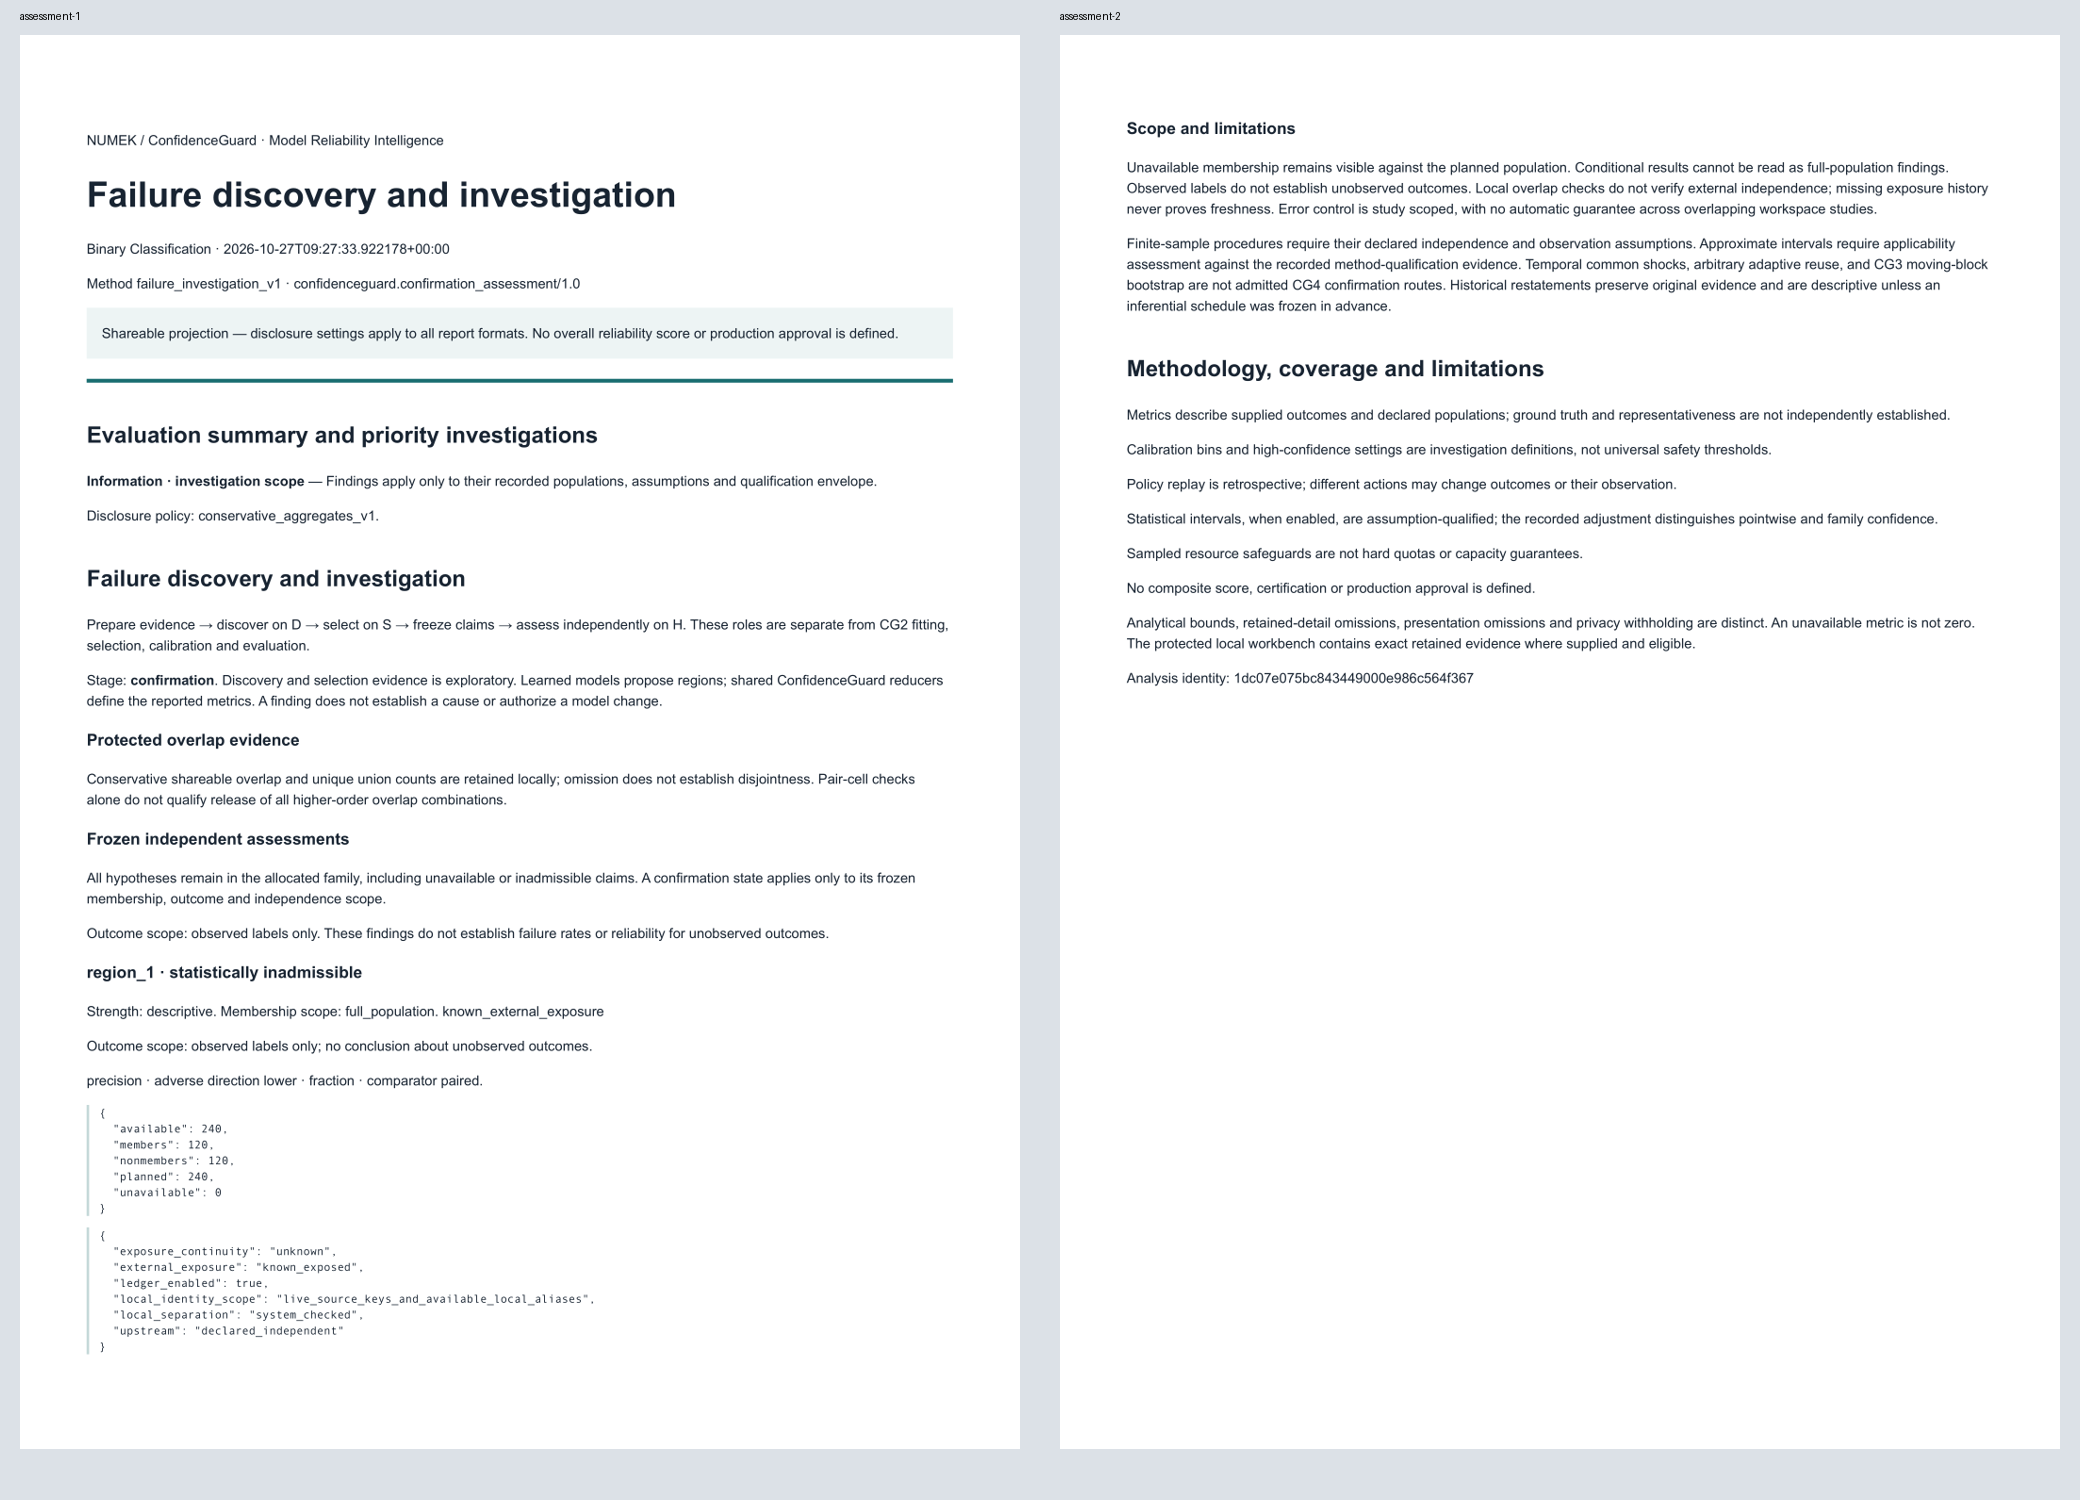 assessment-1
NUMEK / ConfidenceGuard · Model Reliability Intelligence
Failure discovery and investigation
Binary Classification · 2026-10-27T09:27:33.922178+00:00
Method failure_investigation_v1 · confidenceguard.confirmation_assessment/1.0
Shareable projection — disclosure settings apply to all report formats. No overall reliability score or production approval is defined.
Evaluation summary and priority investigations
Information · investigation scope — Findings apply only to their recorded populations, assumptions and qualification envelope.
Disclosure policy: conservative_aggregates_v1.
Failure discovery and investigation
Prepare evidence → discover on D → select on S → freeze claims → assess independently on H. These roles are separate from CG2 fitting,
selection, calibration and evaluation.
Stage: confirmation. Discovery and selection evidence is exploratory. Learned models propose regions; shared ConfidenceGuard reducers
define the reported metrics. A finding does not establish a cause or authorize a model change.
Protected overlap evidence
Conservative shareable overlap and unique union counts are retained locally; omission does not establish disjointness. Pair-cell checks
alone do not qualify release of all higher-order overlap combinations.
Frozen independent assessments
All hypotheses remain in the allocated family, including unavailable or inadmissible claims. A confirmation state applies only to its frozen
membership, outcome and independence scope.
Outcome scope: observed labels only. These findings do not establish failure rates or reliability for unobserved outcomes.
region_1 · statistically inadmissible
Strength: descriptive. Membership scope: full_population. known_external_exposure
Outcome scope: observed labels only; no conclusion about unobserved outcomes.
precision · adverse direction lower · fraction · comparator paired.
{
"available": 240,
"members": 120,
"nonmembers": 120,
"planned": 240,
"unavailable": 0
}
{
"exposure_continuity": "unknown",
"external_exposure": "known_exposed",
"ledger_enabled": true,
"local_identity_scope": "live_source_keys_and_available_local_aliases",
"local_separation": "system_checked",
"upstream": "declared_independent"
}
assessment-2
Scope and limitations
Unavailable membership remains visible against the planned population. Conditional results cannot be read as full-population findings.
Observed labels do not establish unobserved outcomes. Local overlap checks do not verify external independence; missing exposure history
never proves freshness. Error control is study scoped, with no automatic guarantee across overlapping workspace studies.
Finite-sample procedures require their declared independence and observation assumptions. Approximate intervals require applicability
assessment against the recorded method-qualification evidence. Temporal common shocks, arbitrary adaptive reuse, and CG3 moving-block
bootstrap are not admitted CG4 confirmation routes. Historical restatements preserve original evidence and are descriptive unless an
inferential schedule was frozen in advance.
Methodology, coverage and limitations
Metrics describe supplied outcomes and declared populations; ground truth and representativeness are not independently established.
Calibration bins and high-confidence settings are investigation definitions, not universal safety thresholds.
Policy replay is retrospective; different actions may change outcomes or their observation.
Statistical intervals, when enabled, are assumption-qualified; the recorded adjustment distinguishes pointwise and family confidence.
Sampled resource safeguards are not hard quotas or capacity guarantees.
No composite score, certification or production approval is defined.
Analytical bounds, retained-detail omissions, presentation omissions and privacy withholding are distinct. An unavailable metric is not zero.
The protected local workbench contains exact retained evidence where supplied and eligible.
Analysis identity: 1dc07e075bc843449000e986c564f367